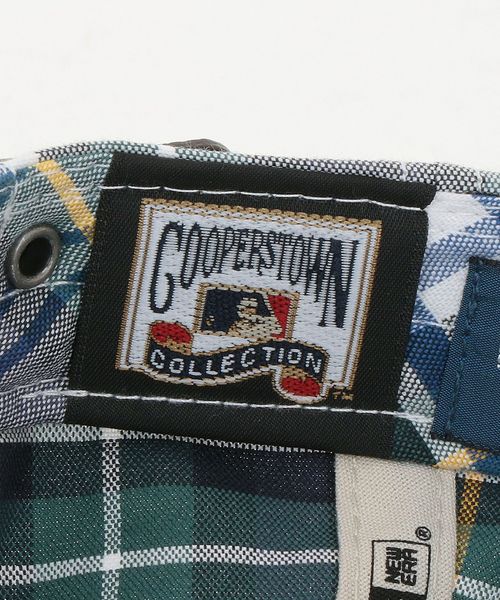 COOPERSTOWN
COLLECTION
TM
NEW ERA
®